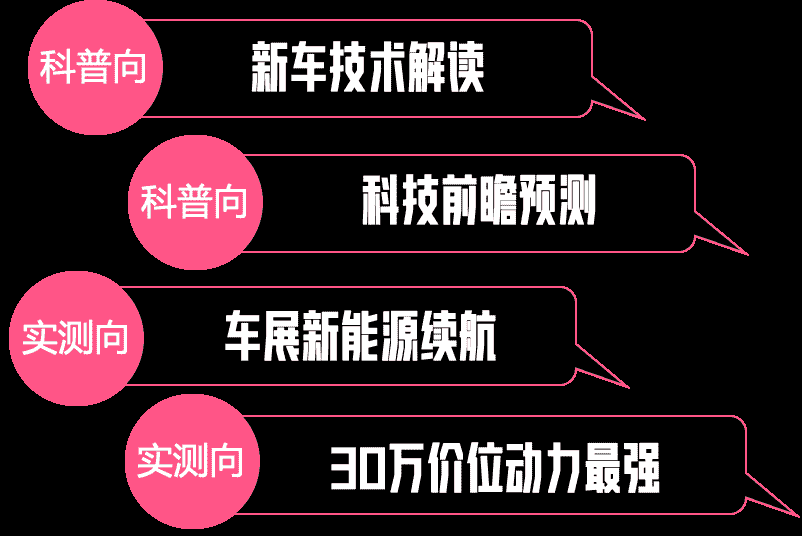 科普向
新车技术解读
科普向
科技前瞻预测
实测向
车展新能源续航
实测向
30万价位动力最强